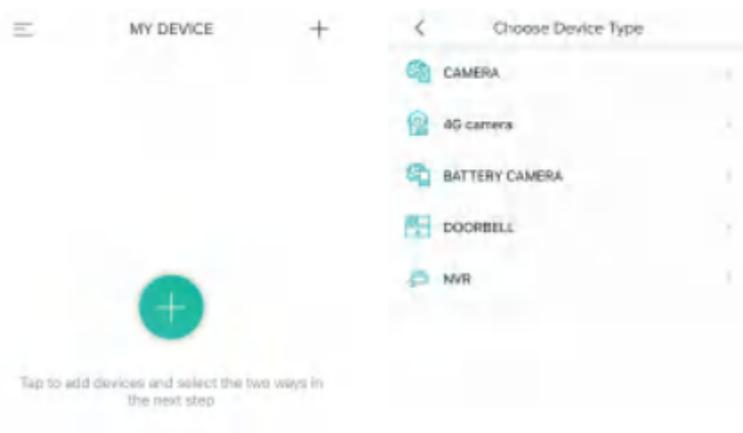 MY DEVICE
Tap to add devices and select the two ways in
the next step
Choose Device Type
CAMERA
4G camera
BATTERY CAMERA
DOORBELL
NVR